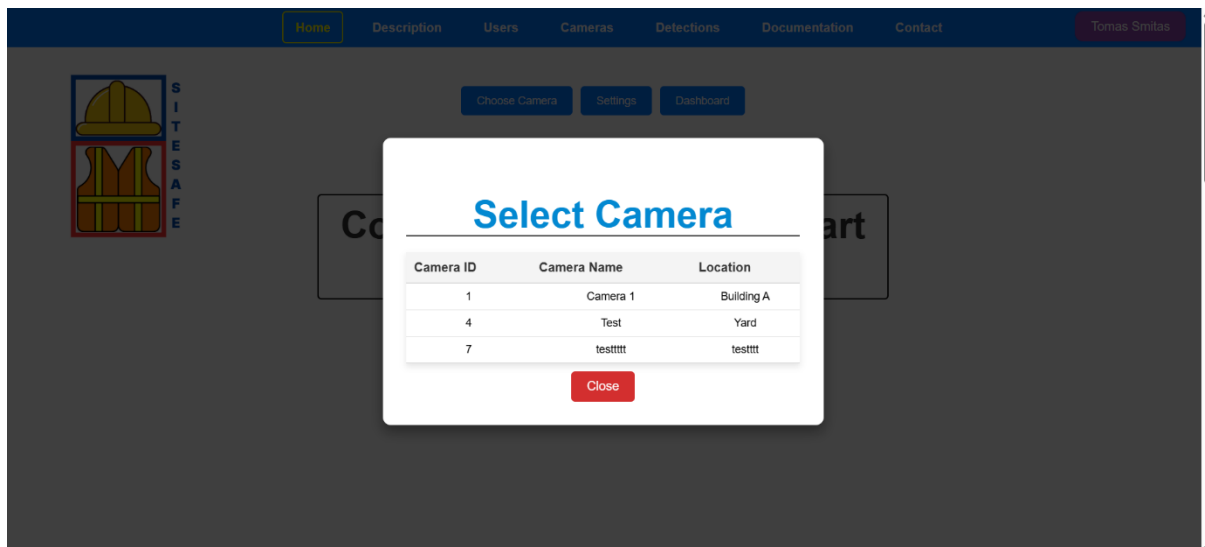 Home Description Users Cameras Detections Documentation Contact Tomas Smitas
SITESAFE
Choose Camera Settings Dashboard
Select Camera
Camera ID Camera Name Location
1 Camera 1 Building A
4 Test Yard
7 testtttt testttt
Close